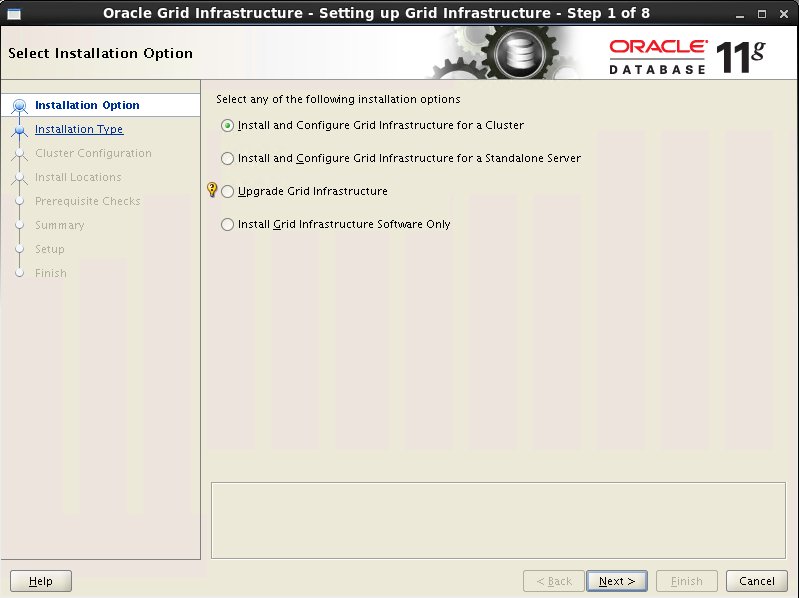 Oracle Grid Infrastructure - Setting up Grid Infrastructure - Step 1 of 8
Select Installation Option
ORACLE
DATABASE
11g
Installation Option
Installation Type
Cluster Configuration
Install Locations
Prerequisite Checks
Summary
Setup
Finish
Select any of the following installation options
Install and Configure Grid Infrastructure for a Cluster
Install and Configure Grid Infrastructure for a Standalone Server
Upgrade Grid Infrastructure
Install Grid Infrastructure Software Only
Help
< Back
Next >
Finish
Cancel